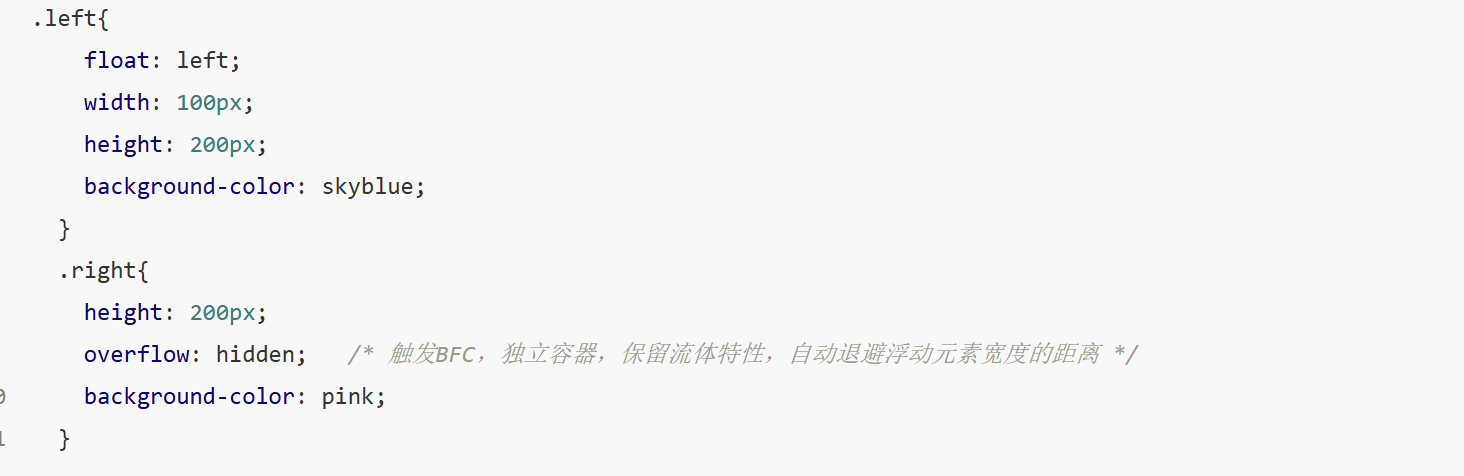 .left{
float: left;
width: 100px;
height: 200px;
background-color: skyblue;
}
.right{
height: 200px;
overflow: hidden; /* 触发BFC，独立容器，保留流体特性，自动退避浮动元素宽度的距离 */
background-color: pink;
}